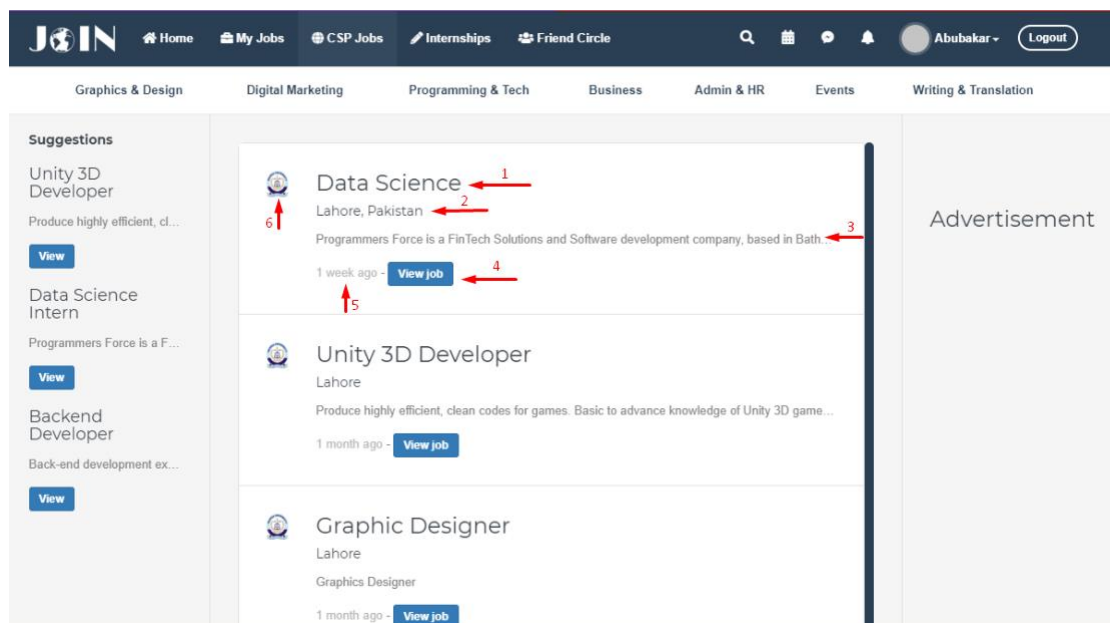 JOIN Home My Jobs CSP Jobs Internships Friend Circle Abubakar Logout
Graphics & Design Digital Marketing Programming & Tech Business Admin & HR Events Writing & Translation
Suggestions
Unity 3D
Developer
Produce highly efficient, cl...
View
Data Science
Intern
Programmers Force is a F...
View
Backend
Developer
Back-end development ex...
View
Data Science 1
Lahore, Pakistan 2
6
Programmers Force is a FinTech Solutions and Software development company, based in Bath... 3
1 week ago - View job 4
5
Unity 3D Developer
Lahore
Produce highly efficient, clean codes for games. Basic to advance knowledge of Unity 3D game...
1 month ago - View job
Graphic Designer
Lahore
Graphics Designer
1 month ago - View job
Advertisement